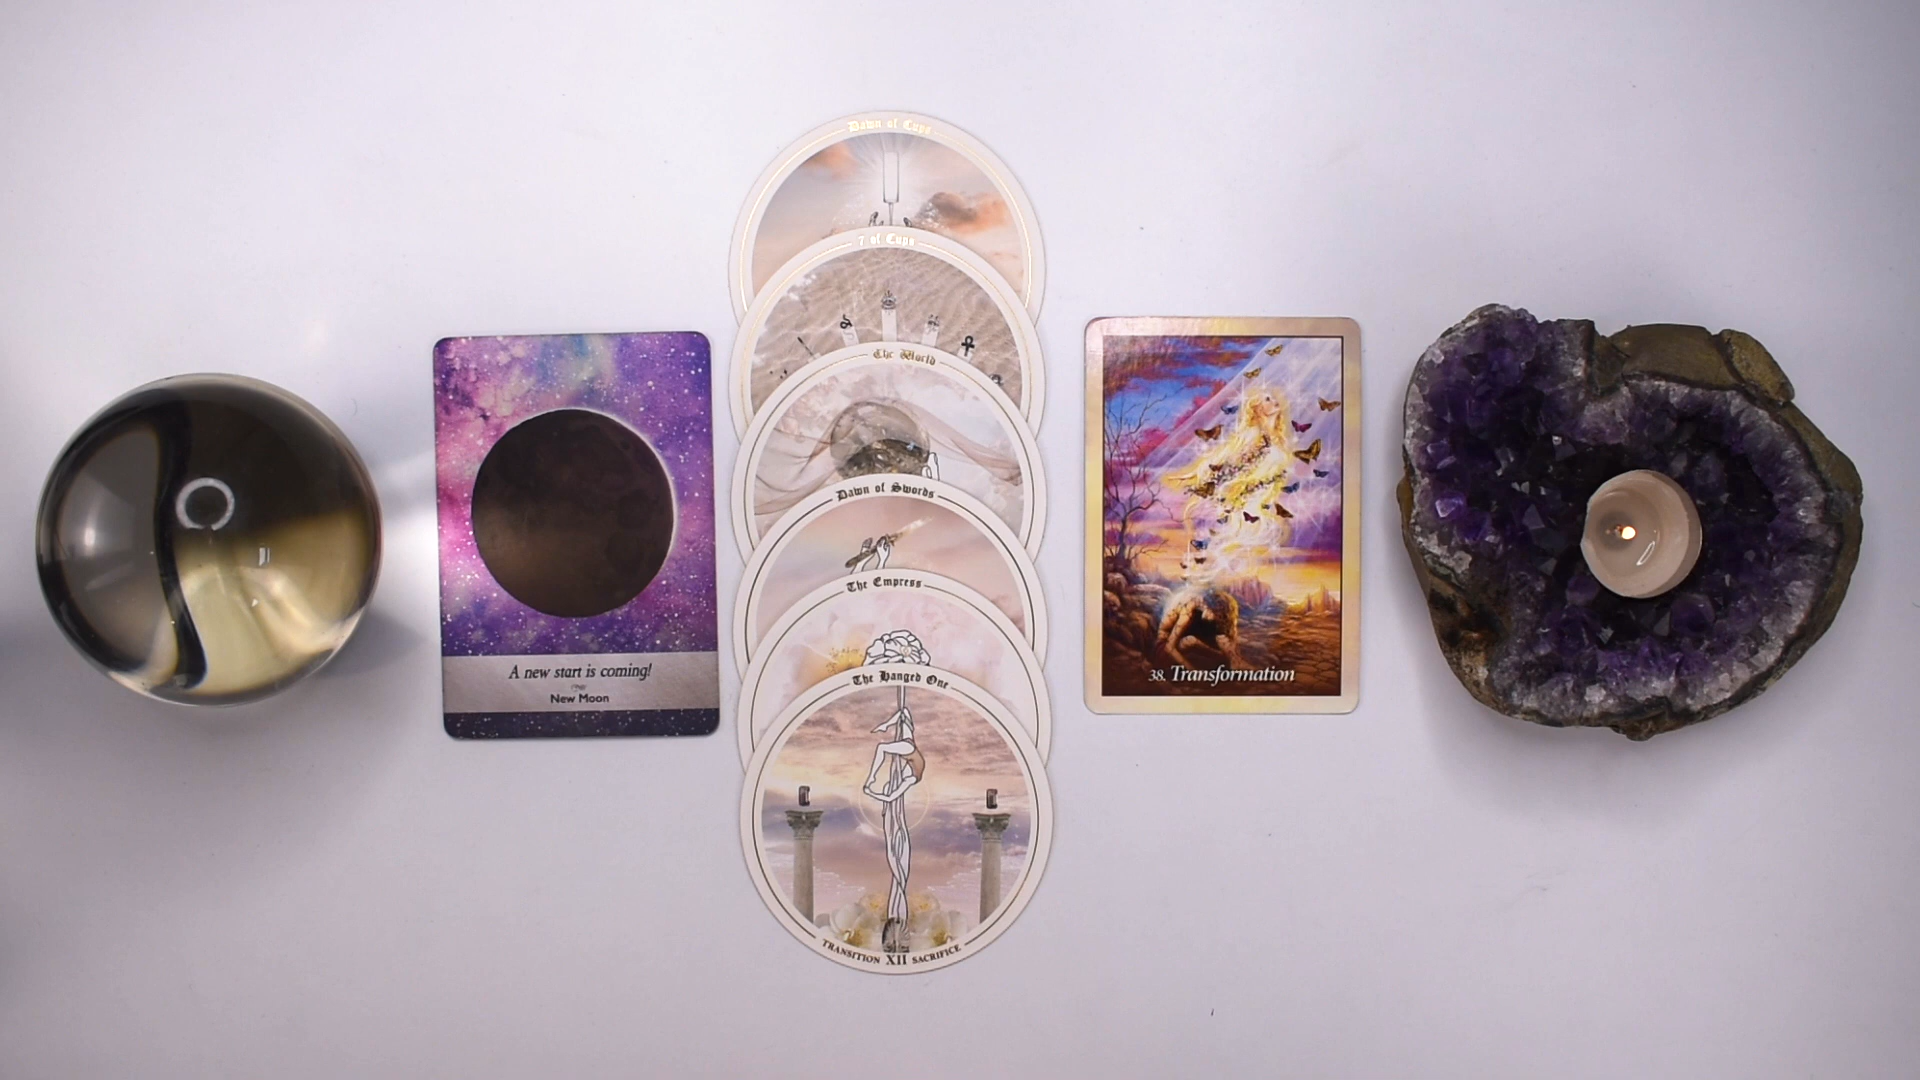 Dawn of Cups
7 of Cups
The World
Dawn of Swords
The Empress
The Hanged One
TRANSITION XII SACRIFICE
A new start is coming!
New Moon
38. Transformation